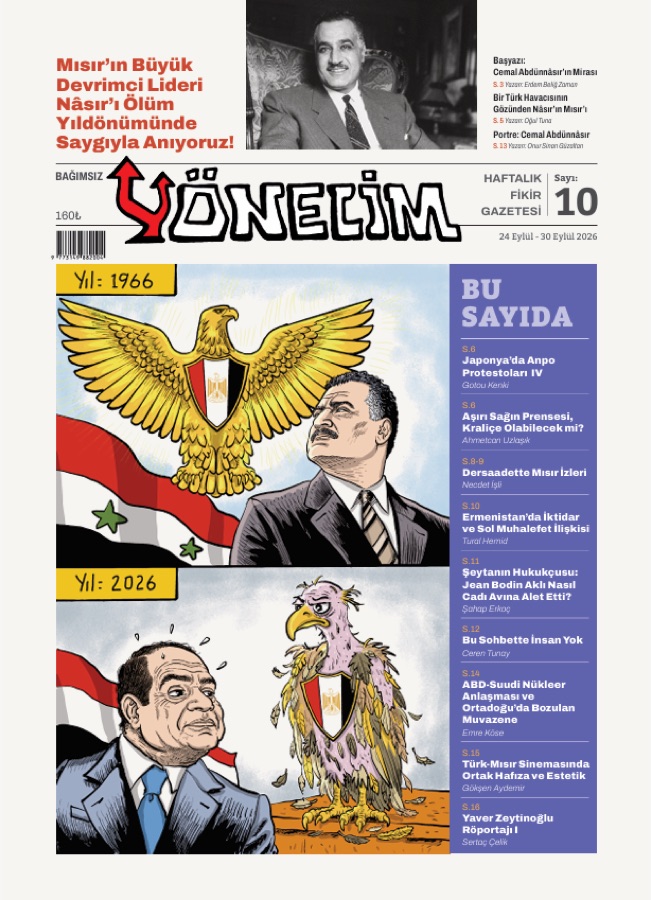 Mısır'ın Büyük
Devrimci Lideri
Nâsır'ı Ölüm
Yıldönümünde
Saygıyla Anıyoruz!
Başyazı:
Cemal Abdünnâsır'ın Mirası
S.3 Yazan: Erdem Beliğ Zaman
Bir Türk Havacısının
Gözünden Nâsır'ın Mısır'ı
S.5 Yazan: Oğul Tuna
Portre: Cemal Abdünnâsır
S.13 Yazan: Onur Sinan Güzaltan
BAĞIMSIZ
160₺
YÖNELİM
HAFTALIK
FİKİR
GAZETESİ
Sayı:
10
24 Eylül - 30 Eylül 2026
Yıl: 1966
Yıl: 2026
BU
SAYIDA
S.6
Japonya'da Anpo
Protestoları IV
Gotou Kenki
S.6
Aşırı Sağın Prensesi,
Kraliçe Olabilecek mi?
Ahmetcan Uzlaşık
S.8-9
Dersaadette Mısır İzleri
Necdet İşli
S.10
Ermenistan'da İktidar
ve Sol Muhalefet İlişkisi
Tural Hemid
S.11
Şeytanın Hukukçusu:
Jean Bodin Aklı Nasıl
Cadı Avına Alet Etti?
Şahap Erkoç
S.12
Bu Sohbette İnsan Yok
Ceren Tunay
S.14
ABD-Suudi Nükleer
Anlaşması ve
Ortadoğu'da Bozulan
Muvazene
Emre Köse
S.15
Türk-Mısır Sinemasında
Ortak Hafıza ve Estetik
Gökşen Aydemir
S.16
Yaver Zeytinoğlu
Röportajı I
Sertaç Çelik